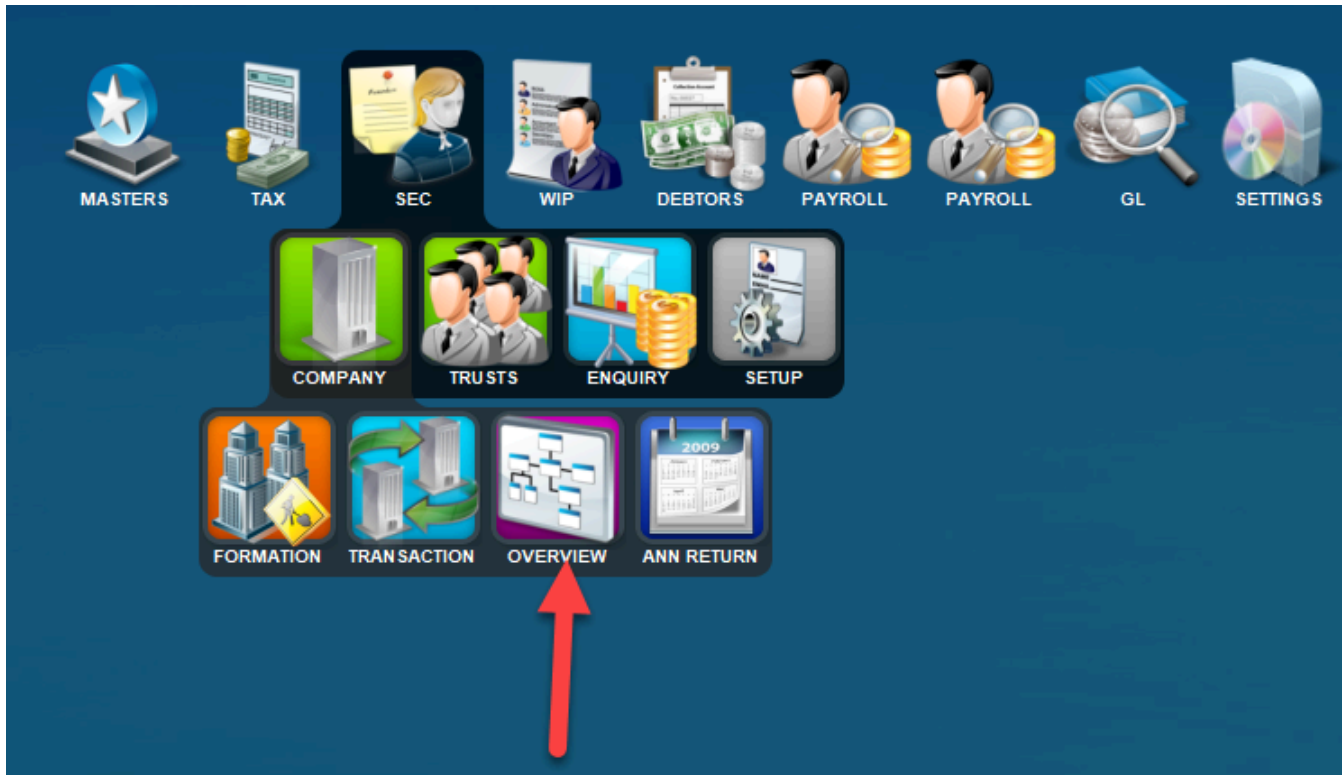 MASTERS
TAX
SEC
WIP
DEBTORS
PAYROLL
PAYROLL
GL
SETTINGS
COMPANY
TRUSTS
ENQUIRY
SETUP
2009
FORMATION
TRANSACTION
OVERVIEW
ANN RETURN